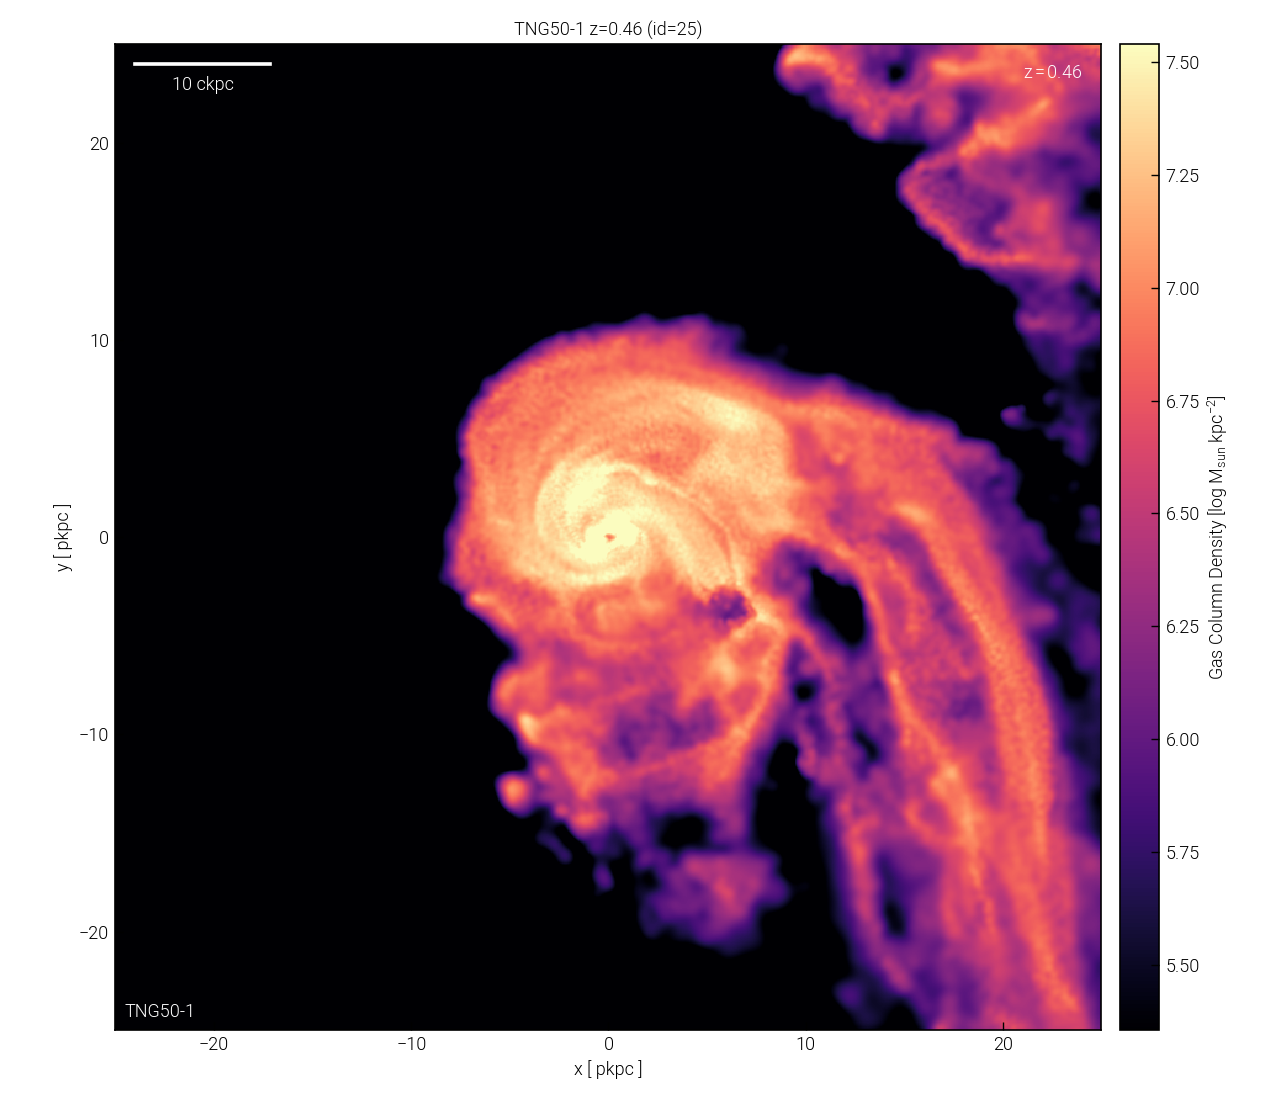 TNG50-1 z=0.46 (id=25)
10 ckpc
z=0.46
7.50
7.25
7.00
6.75
6.50
6.25
6.00
5.75
5.50
Gas Column Density [log M_sun kpc^−2]
20
10
0
−10
−20
y [ pkpc ]
TNG50-1
−20 −10 0 10 20
x [ pkpc ]